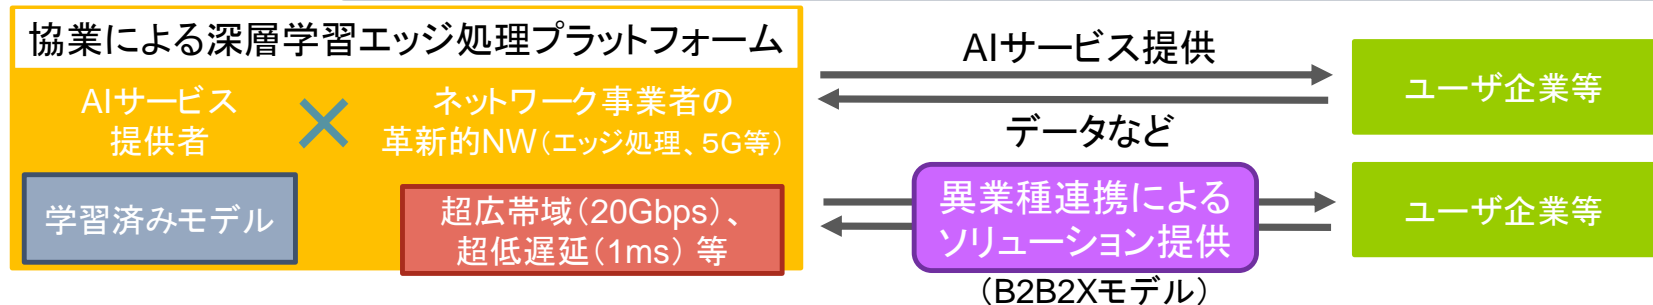 協業による深層学習エッジ処理プラットフォーム
AIサービス
提供者
×
ネットワーク事業者の
革新的NW（エッジ処理、5G等）
学習済みモデル
超広帯域（20Gbps）、
超低遅延（1ms）等
AIサービス提供
データなど
異業種連携による
ソリューション提供
（B2B2Xモデル）
ユーザ企業等
ユーザ企業等